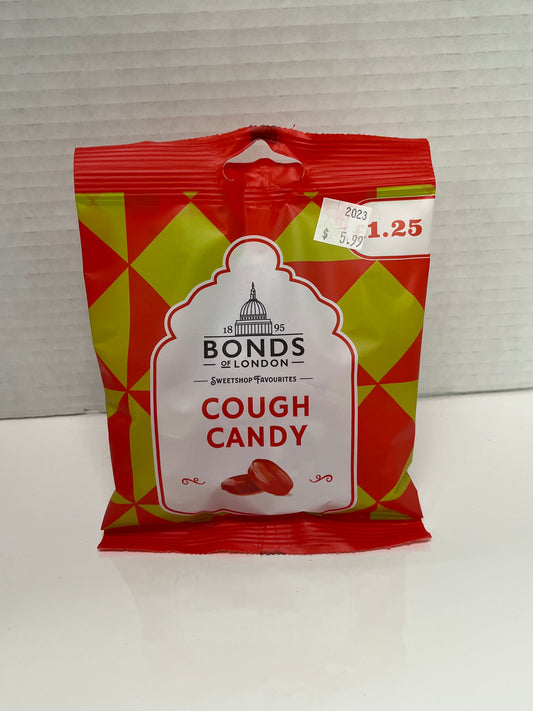 2023
$ 5.99
1.25
18 95
BONDS
OF LONDON
SWEETSHOP FAVOURITES
COUGH
CANDY